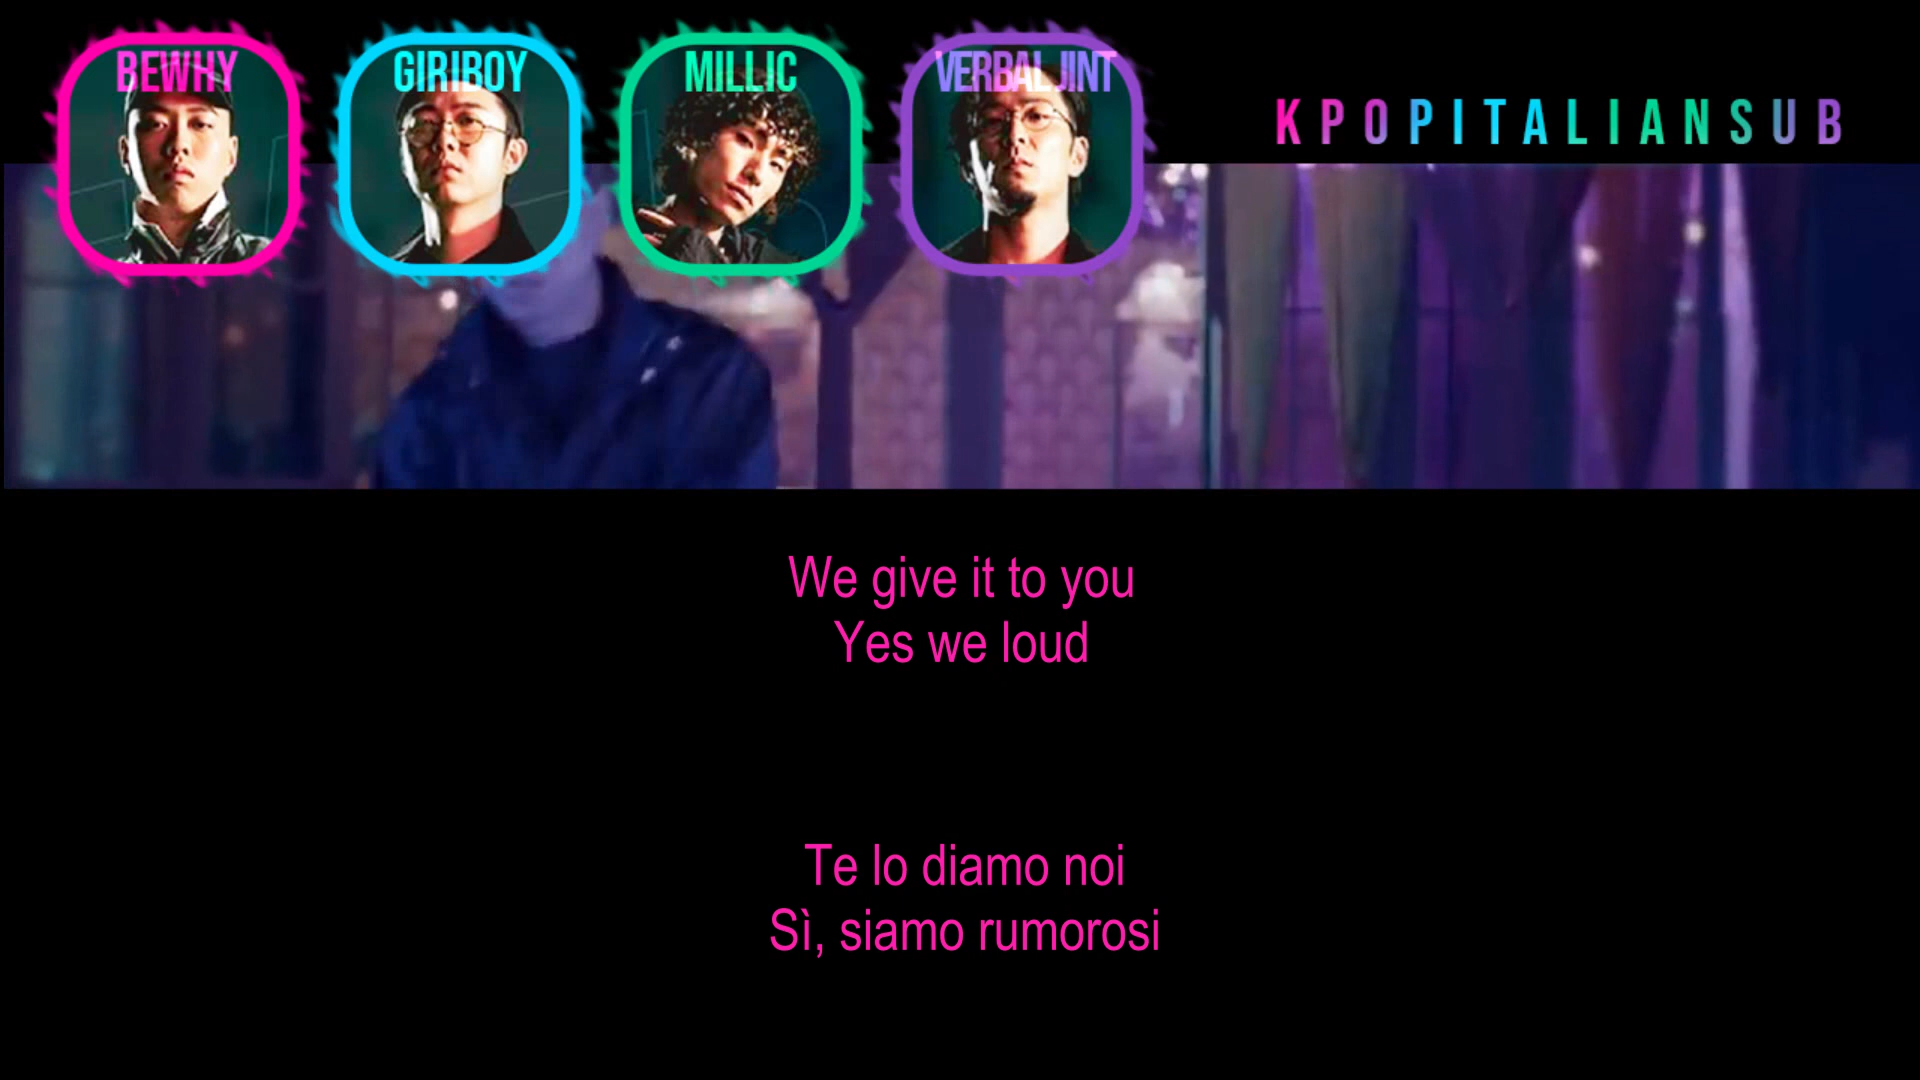 BEWHY
GIRIBOY
MILLIC
VERBAL JINT
KPOPITALIANSUB
We give it to you
Yes we loud
Te lo diamo noi
Sì, siamo rumorosi